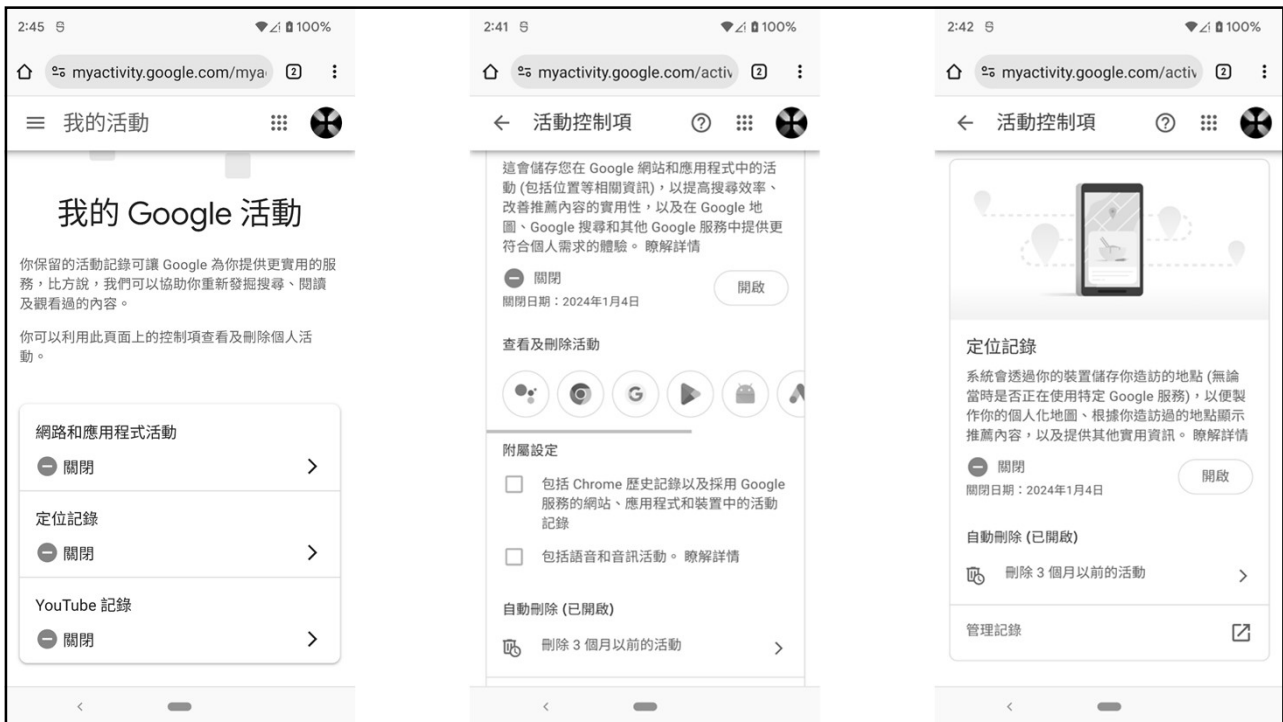 2:45
100%
myactivity.google.com/mya
2
我的活動
我的 Google 活動
你保留的活動記錄可讓 Google 為你提供更實用的服
務，比方說，我們可以協助你重新發掘搜尋、閱讀
及觀看過的內容。
你可以利用此頁面上的控制項查看及刪除個人活
動。
網路和應用程式活動
關閉
定位記錄
關閉
YouTube 記錄
關閉
2:41
100%
myactivity.google.com/activ
2
活動控制項
這會儲存您在 Google 網站和應用程式中的活
動 (包括位置等相關資訊)，以提高搜尋效率、
改善推薦內容的實用性，以及在 Google 地
圖、Google 搜尋和其他 Google 服務中提供更
符合個人需求的體驗。 瞭解詳情
關閉
開啟
關閉日期：2024年1月4日
查看及刪除活動
G
附屬設定
包括 Chrome 歷史記錄以及採用 Google
服務的網站、應用程式和裝置中的活動
記錄
包括語音和音訊活動。 瞭解詳情
自動刪除 (已開啟)
刪除 3 個月以前的活動
2:42
100%
myactivity.google.com/activ
2
活動控制項
定位記錄
系統會透過你的裝置儲存你造訪的地點 (無論
當時是否正在使用特定 Google 服務)，以便製
作你的個人化地圖、根據你造訪過的地點顯示
推薦內容，以及提供其他實用資訊。 瞭解詳情
關閉
開啟
關閉日期：2024年1月4日
自動刪除 (已開啟)
刪除 3 個月以前的活動
管理記錄